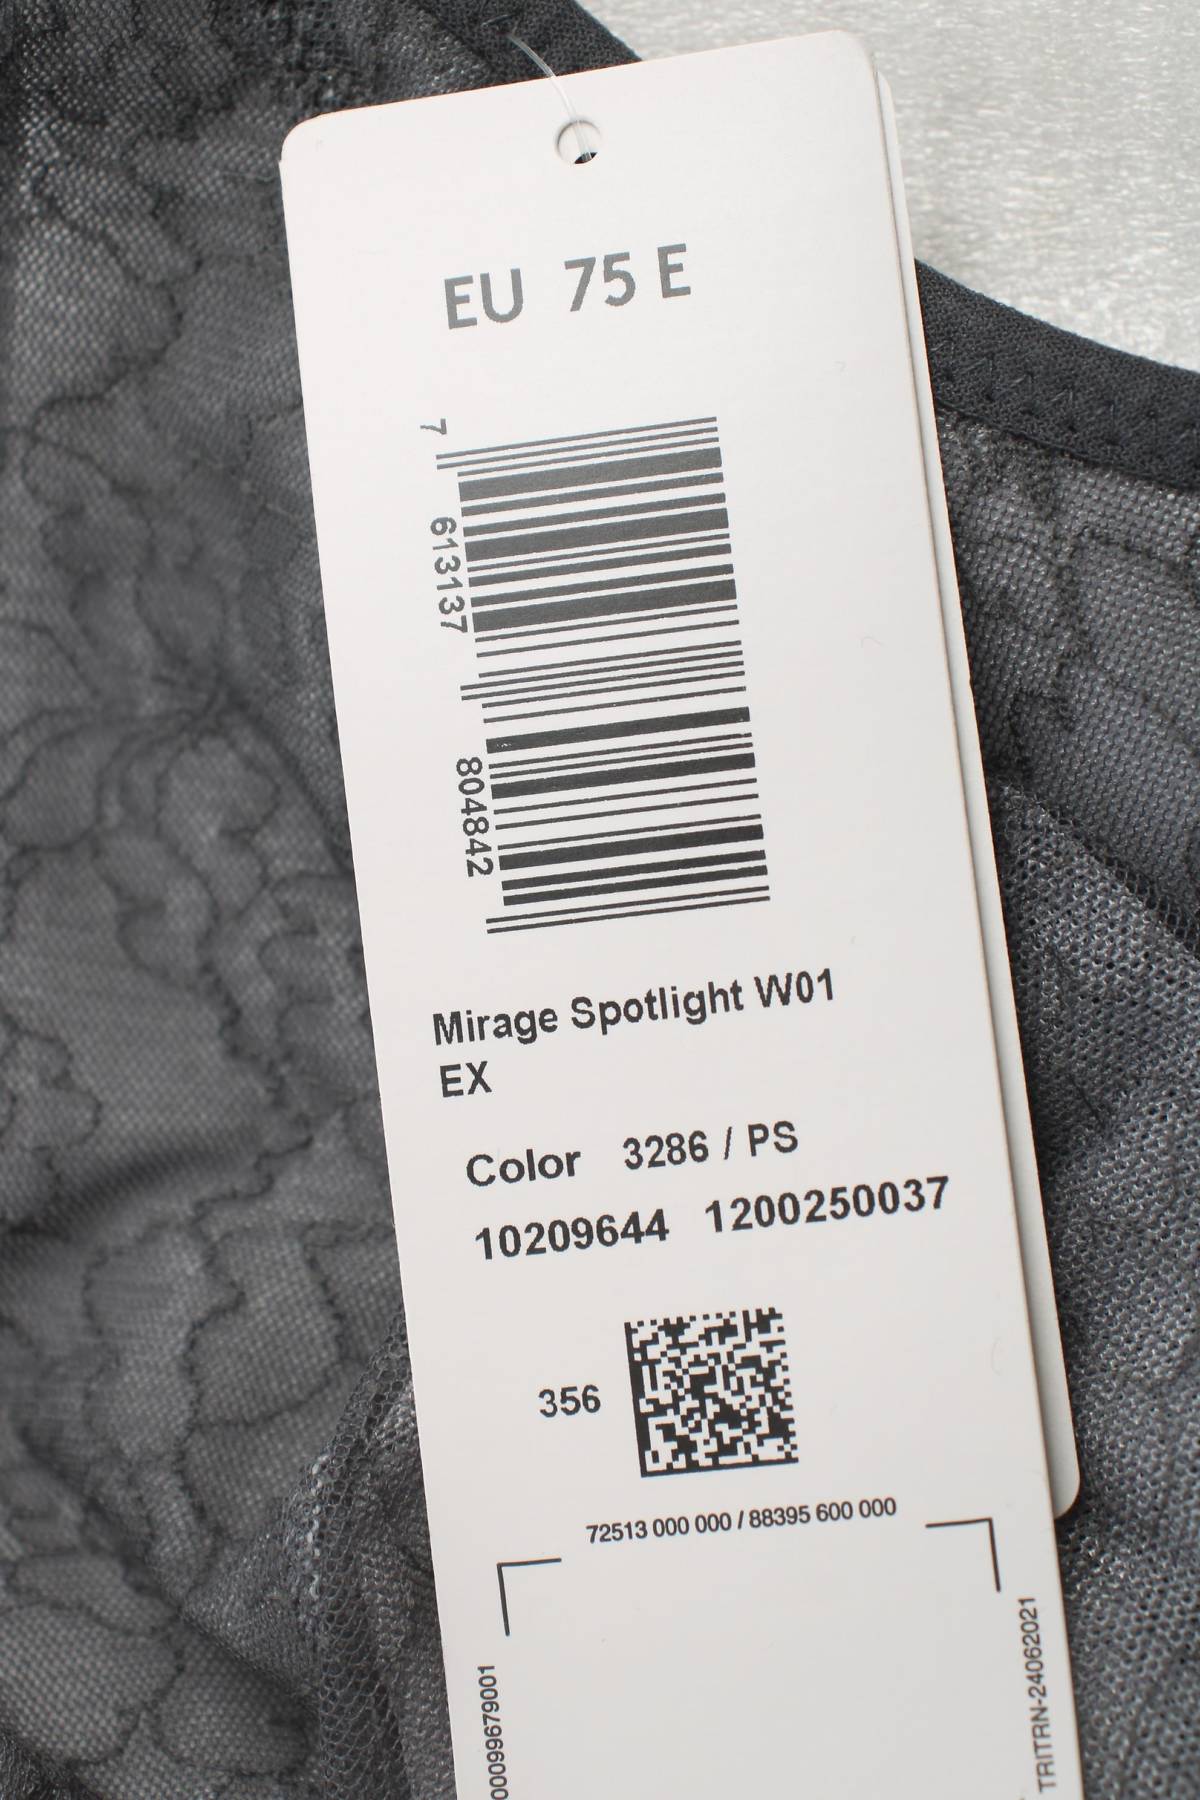 EU 75 E
7 613137 804842
Mirage Spotlight W01
EX
Color 3286 / PS
10209644 1200250037
356
72513 000 000 / 88395 600 000
00099679001
TRITRN-24062021